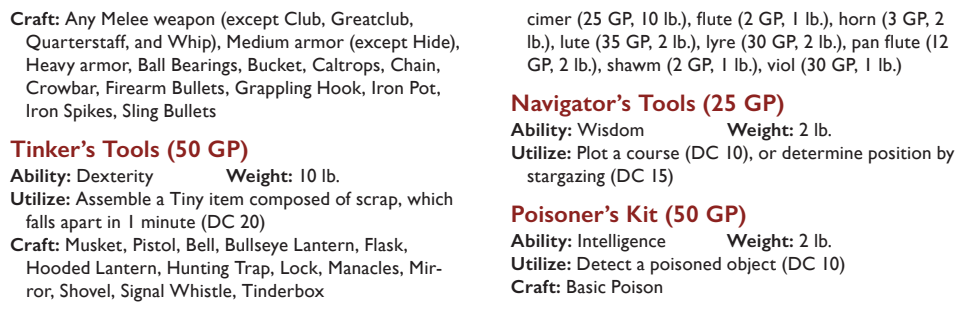 Craft: Any Melee weapon (except Club, Greatclub,
Quarterstaff, and Whip), Medium armor (except Hide),
Heavy armor, Ball Bearings, Bucket, Caltrops, Chain,
Crowbar, Firearm Bullets, Grappling Hook, Iron Pot,
Iron Spikes, Sling Bullets
Tinker's Tools (50 GP)
Ability: Dexterity Weight: 10 lb.
Utilize: Assemble a Tiny item composed of scrap, which
falls apart in 1 minute (DC 20)
Craft: Musket, Pistol, Bell, Bullseye Lantern, Flask,
Hooded Lantern, Hunting Trap, Lock, Manacles, Mir-
ror, Shovel, Signal Whistle, Tinderbox
cimer (25 GP, 10 lb.), flute (2 GP, 1 lb.), horn (3 GP, 2
lb.), lute (35 GP, 2 lb.), lyre (30 GP, 2 lb.), pan flute (12
GP, 2 lb.), shawm (2 GP, 1 lb.), viol (30 GP, 1 lb.)
Navigator's Tools (25 GP)
Ability: Wisdom Weight: 2 lb.
Utilize: Plot a course (DC 10), or determine position by
stargazing (DC 15)
Poisoner's Kit (50 GP)
Ability: Intelligence Weight: 2 lb.
Utilize: Detect a poisoned object (DC 10)
Craft: Basic Poison